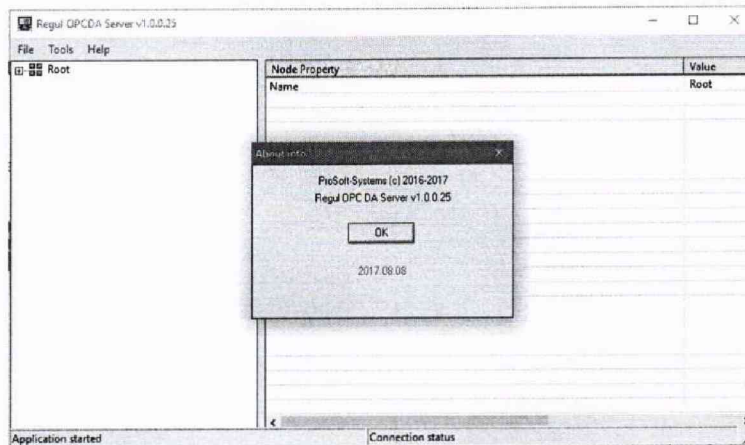 Regul OPCDA Server v1.0.0.25
File Tools Help
Root
Node Property Value
Name Root
About info
ProSoft-Systems (c) 2016-2017
Regul OPC DA Server v1.0.0.25
OK
2017.08.08
Application started Connection status